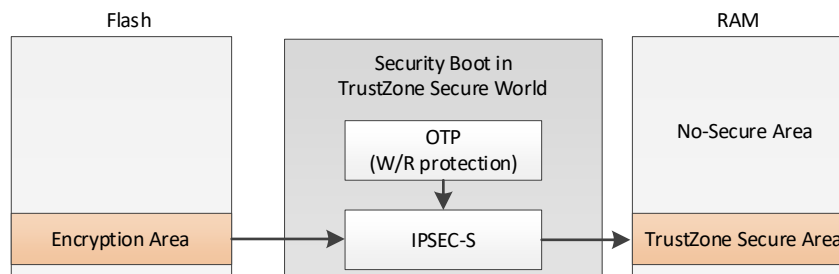 Flash
RAM
Security Boot in
TrustZone Secure World
OTP
(W/R protection)
No-Secure Area
Encryption Area
IPSEC-S
TrustZone Secure Area